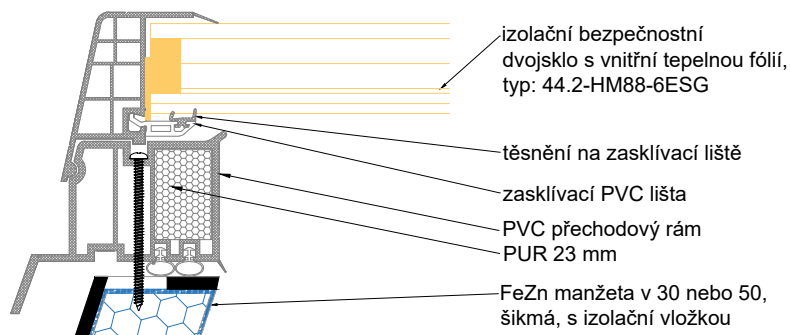 izolační bezpečnostní
dvojsklo s vnitřní tepelnou fólií,
typ: 44.2-HM88-6ESG
těsnění na zasklívací liště
zasklívací PVC lišta
PVC přechodový rám
PUR 23 mm
FeZn manžeta v 30 nebo 50,
šikmá, s izolační vložkou